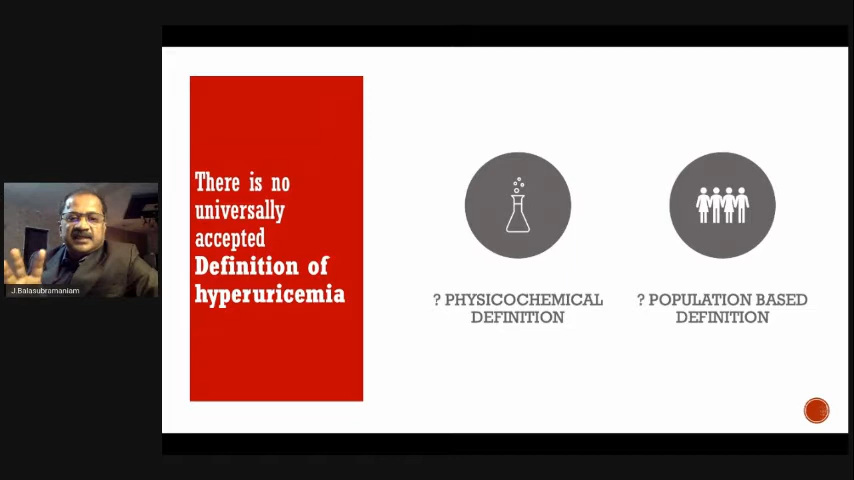 There is no
universally
accepted
Definition of
hyperuricemia
? PHYSICOCHEMICAL
DEFINITION
? POPULATION BASED
DEFINITION
J.Balasubramaniam